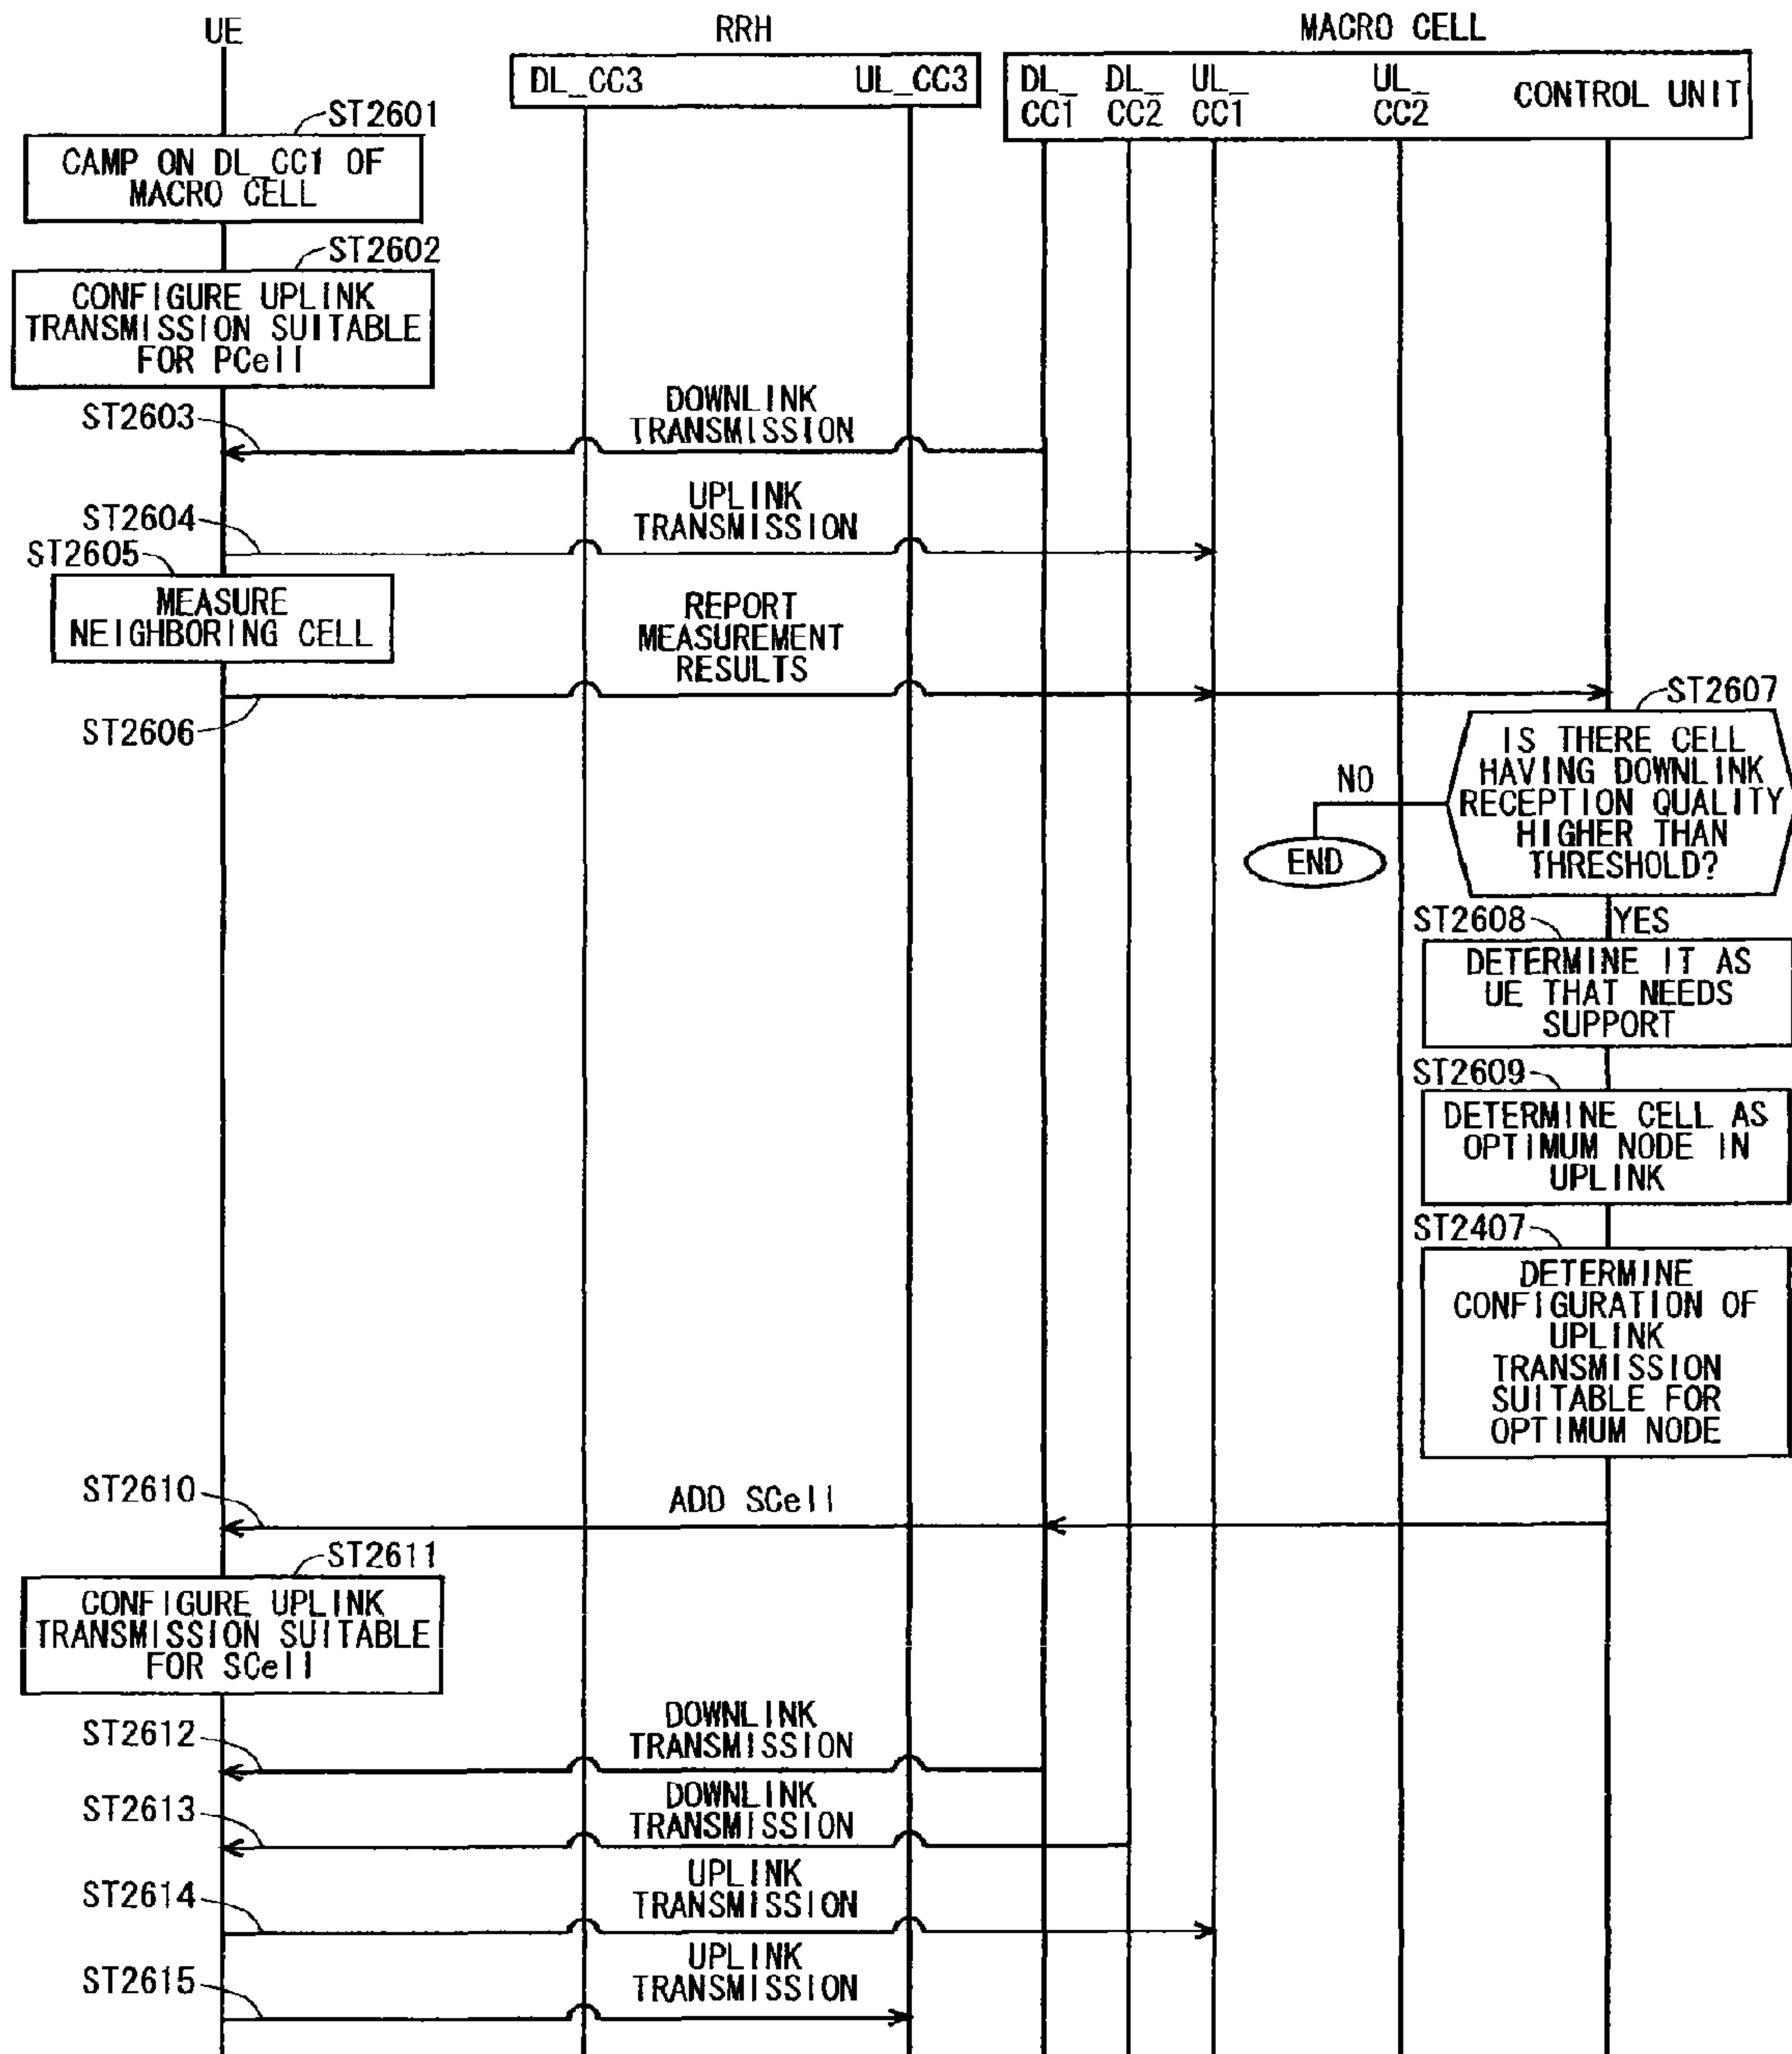 UE
RRH
MACRO CELL
DL_CC3
UL_CC3
DL_
CC1
DL_
CC2
UL_
CC1
UL_
CC2
CONTROL UNIT
ST2601
CAMP ON DL_CC1 OF
MACRO CELL
ST2602
CONFIGURE UPLINK
TRANSMISSION SUITABLE
FOR PCell
ST2603
DOWNLINK
TRANSMISSION
ST2604
UPLINK
TRANSMISSION
ST2605
MEASURE
NEIGHBORING CELL
REPORT
MEASUREMENT
RESULTS
ST2606
ST2607
IS THERE CELL
HAVING DOWNLINK
RECEPTION QUALITY
HIGHER THAN
THRESHOLD?
NO
END
YES
ST2608
DETERMINE IT AS
UE THAT NEEDS
SUPPORT
ST2609
DETERMINE CELL AS
OPTIMUM NODE IN
UPLINK
ST2407
DETERMINE
CONFIGURATION OF
UPLINK
TRANSMISSION
SUITABLE FOR
OPTIMUM NODE
ST2610
ADD SCell
ST2611
CONFIGURE UPLINK
TRANSMISSION SUITABLE
FOR SCell
ST2612
DOWNLINK
TRANSMISSION
ST2613
DOWNLINK
TRANSMISSION
ST2614
UPLINK
TRANSMISSION
ST2615
UPLINK
TRANSMISSION